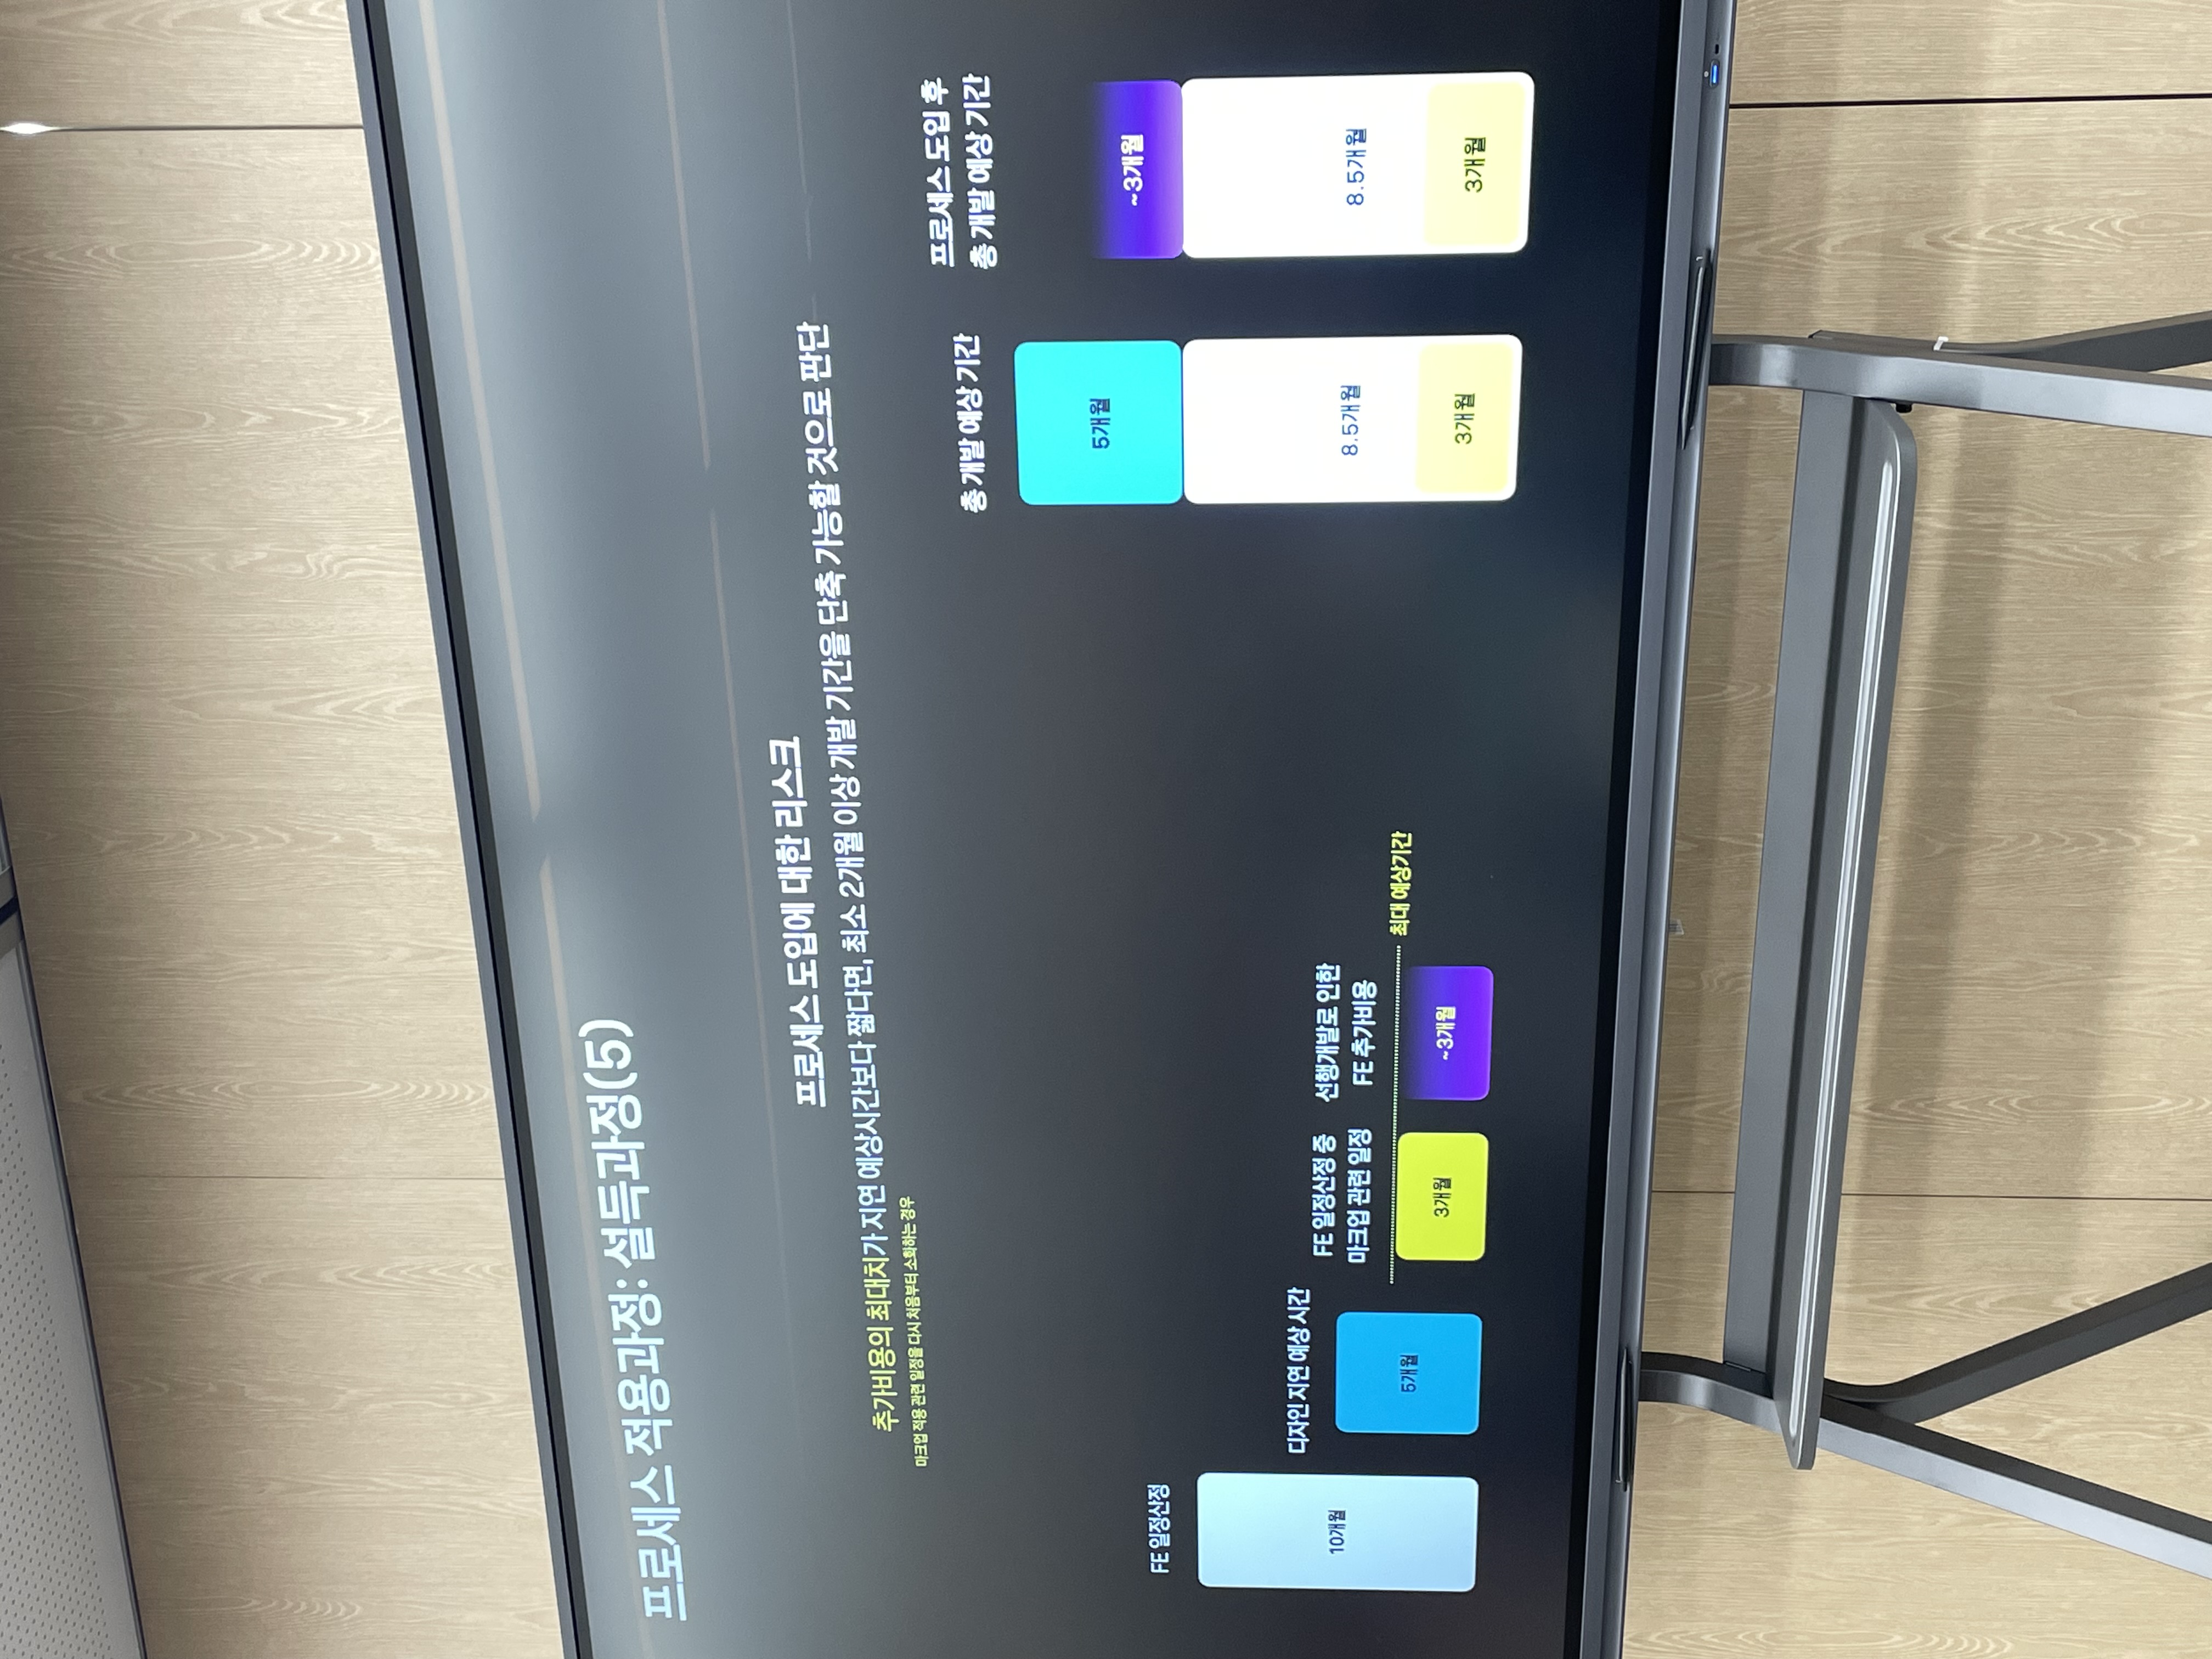 프로세스 적용과정: 설득과정(5)
프로세스 도입에 대한 리스크
추가비용의 최대치가 지연 예상시간보다 짧다면, 최소 2개월 이상 개발 기간을 단축 가능할 것으로 판단
마크업 적용 관련 일정을 다시 처음부터 소화하는 경우
FE 일정산정
10개월
디자인 지연 예상 시간
5개월
FE 일정산정 중
마크업 관련 일정
3개월
선행개발로 인한
FE 추가비용
~3개월
최대 예상기간
총 개발 예상 기간
5개월
8.5개월
3개월
프로세스 도입 후
총 개발 예상 기간
~3개월
8.5개월
3개월